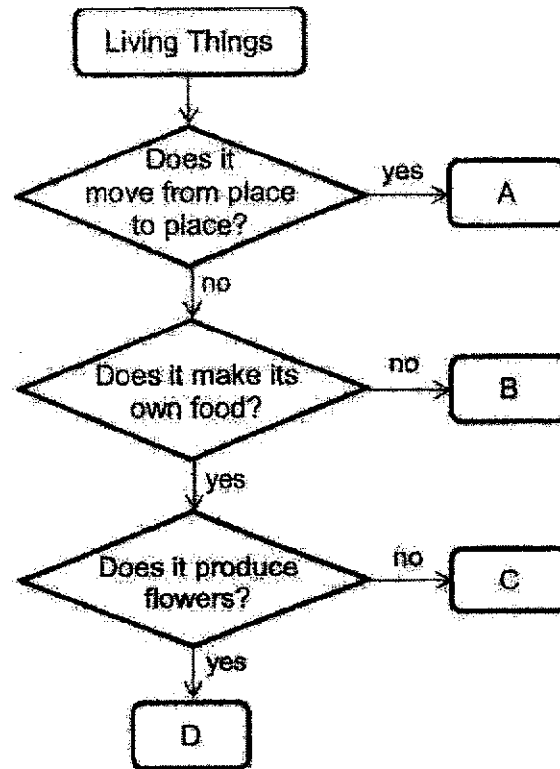 Living Things
Does it
move from place
to place?
yes
A
no
Does it make its
own food?
no
B
yes
Does it produce
flowers?
no
C
yes
D